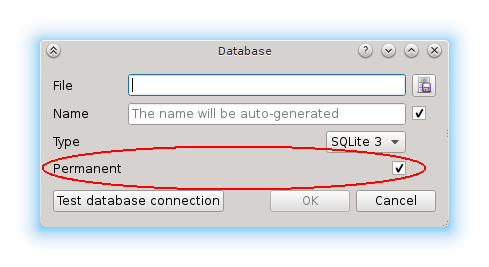 Database
File
Name The name will be auto-generated
Type SQLite 3
Permanent
Test database connection OK Cancel